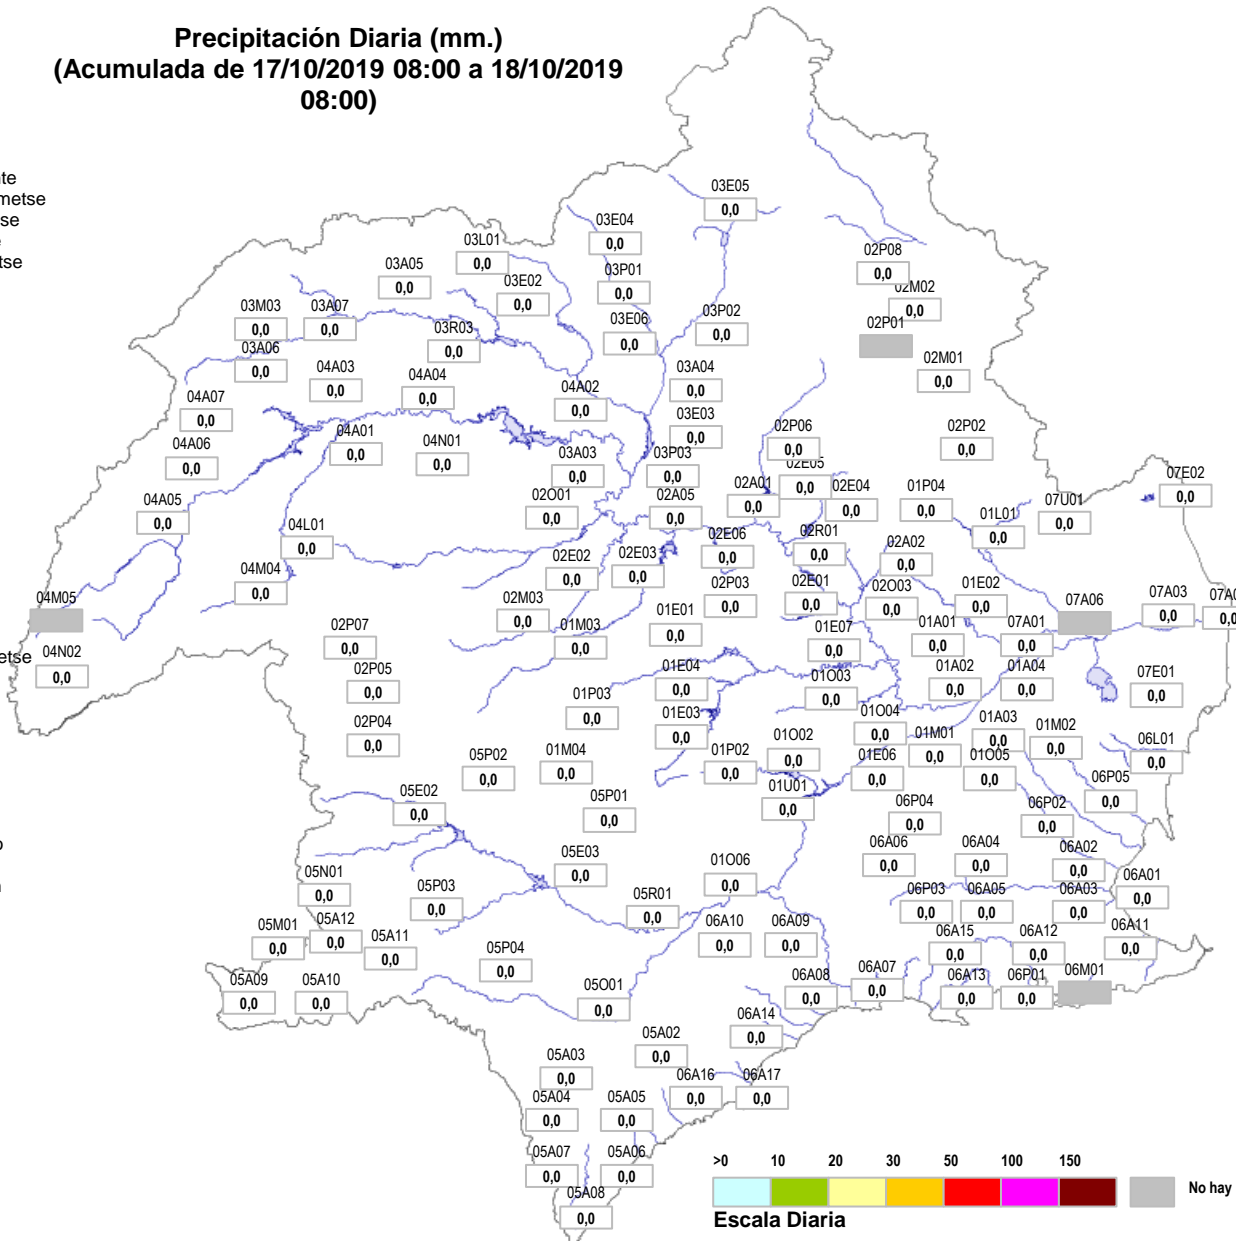 Precipitación Diaria (mm.)
(Acumulada de 17/10/2019 08:00 a 18/10/2019
08:00)
03E05
0,0
03E04
0,0
03L01
0,0
02P08
0,0
03A05
0,0
03P01
0,0
03E02
0,0
02M02
0,0
03M03
0,0
03A07
0,0
03P02
0,0
03E06
0,0
03R03
0,0
02P01
03A06
0,0
04A03
0,0
04A04
0,0
03A04
0,0
02M01
0,0
04A02
0,0
04A07
0,0
03E03
0,0
04A01
0,0
02P06
0,0
02P02
0,0
04A06
0,0
04N01
0,0
03A03
0,0
03P03
0,0
02E05
0,0
07E02
0,0
02A01
0,0
02E04
0,0
01P04
0,0
04A05
0,0
02O01
0,0
02A05
0,0
07U01
0,0
01L01
0,0
04L01
0,0
02E06
0,0
02R01
0,0
02A02
0,0
02E02
0,0
02E03
0,0
04M04
0,0
02P03
0,0
02E01
0,0
02O03
0,0
01E02
0,0
04M05
07A06
07A03
0,0
0,0
02M03
0,0
01E01
0,0
02P07
0,0
01M03
0,0
01E07
0,0
01A01
0,0
07A01
0,0
etse
04N02
0,0
02P05
0,0
01E04
0,0
01O03
0,0
01A02
0,0
01A04
0,0
07E01
0,0
01P03
0,0
01E03
0,0
02P04
0,0
01O04
0,0
01A03
0,0
01M02
0,0
01M01
0,0
06L01
0,0
05P02
0,0
01M04
0,0
01P02
0,0
01O02
0,0
01E06
0,0
01O05
0,0
06P05
0,0
05E02
0,0
05P01
0,0
01U01
0,0
06P04
0,0
06P02
0,0
05E03
0,0
01O06
0,0
06A06
0,0
06A04
0,0
06A02
0,0
05N01
0,0
05P03
0,0
05R01
0,0
06P03
0,0
06A05
0,0
06A03
0,0
06A01
0,0
05M01
0,0
05A12
0,0
05A11
0,0
06A10
0,0
06A09
0,0
06A15
0,0
06A12
0,0
06A11
0,0
05P04
0,0
05A09
0,0
05A10
0,0
05O01
0,0
06A08
0,0
06A07
0,0
06A13
0,0
06P01
0,0
06M01
06A14
0,0
05A02
0,0
05A03
0,0
06A16
0,0
06A17
0,0
05A04
0,0
05A05
0,0
05A07
0,0
05A06
0,0
05A08
0,0
>0 10 20 30 50 100 150
No hay
Escala Diaria